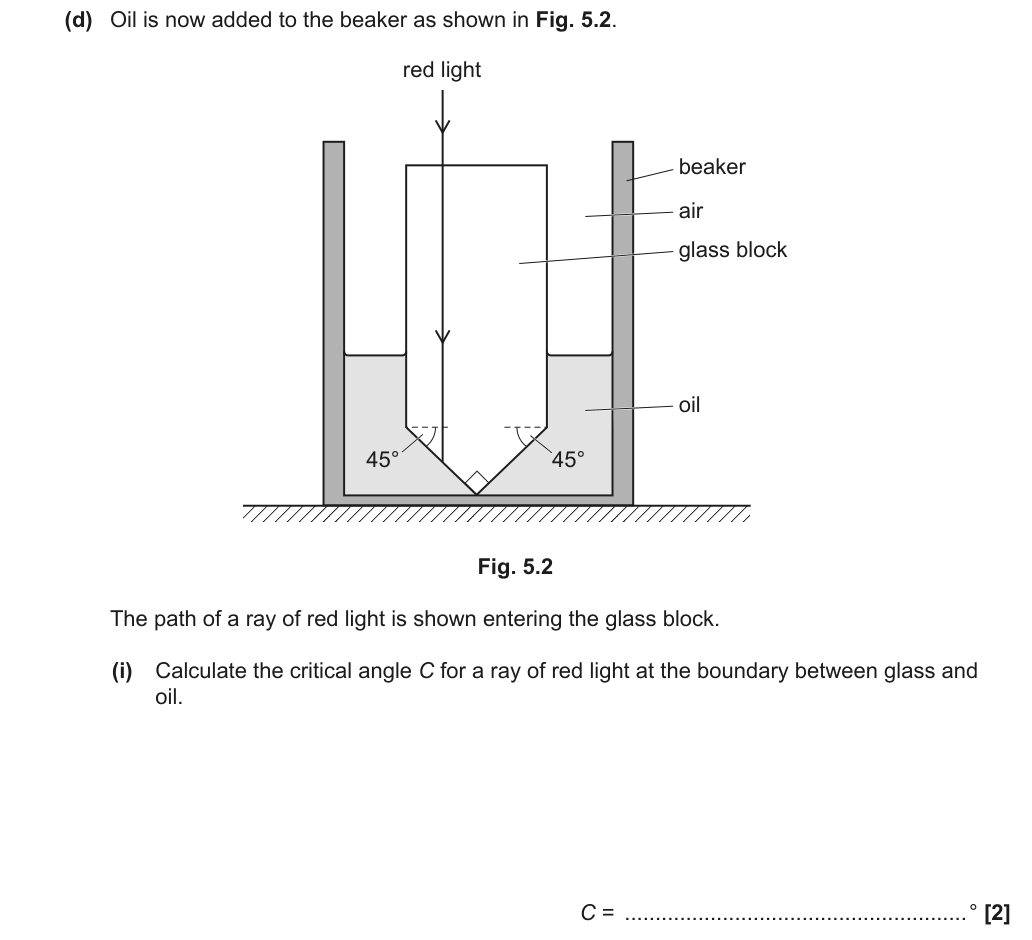 (d) Oil is now added to the beaker as shown in Fig. 5.2.
red light
beaker
air
glass block
oil
45°
45°
Fig. 5.2
The path of a ray of red light is shown entering the glass block.
(i) Calculate the critical angle C for a ray of red light at the boundary between glass and
oil.
C = ........................................................ ° [2]